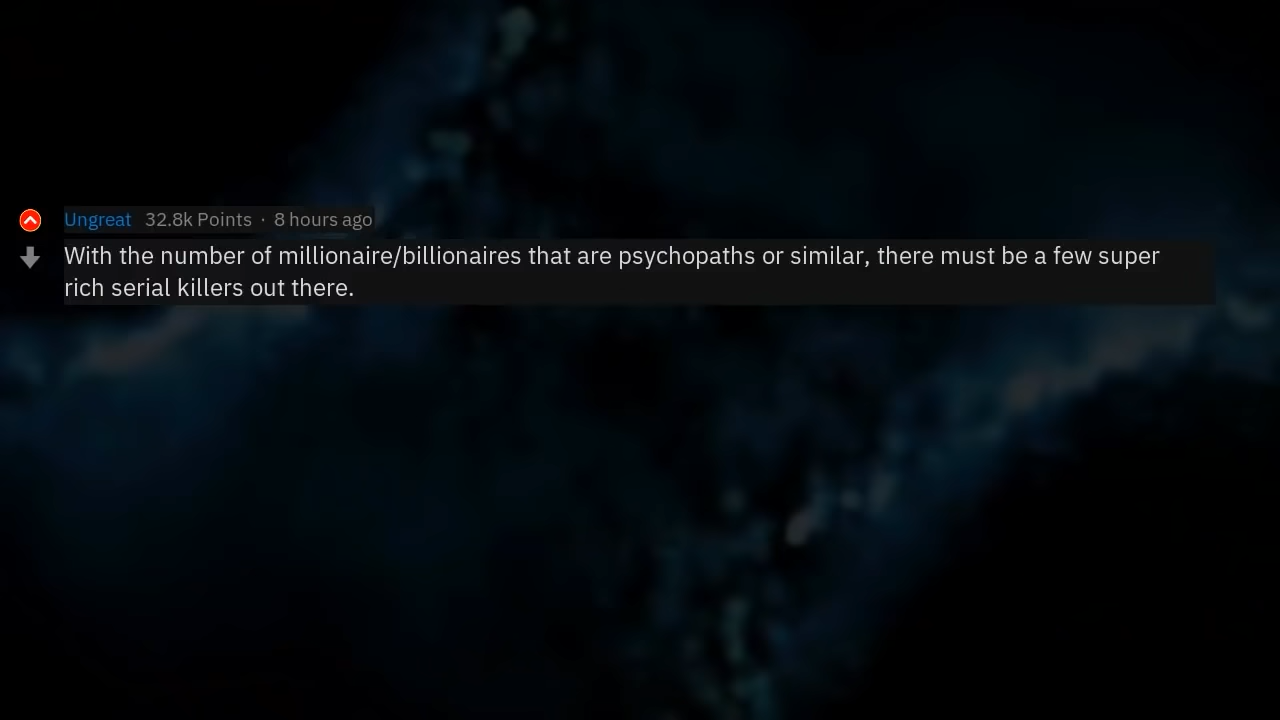 Ungreat 32.8k Points · 8 hours ago
With the number of millionaire/billionaires that are psychopaths or similar, there must be a few super
rich serial killers out there.